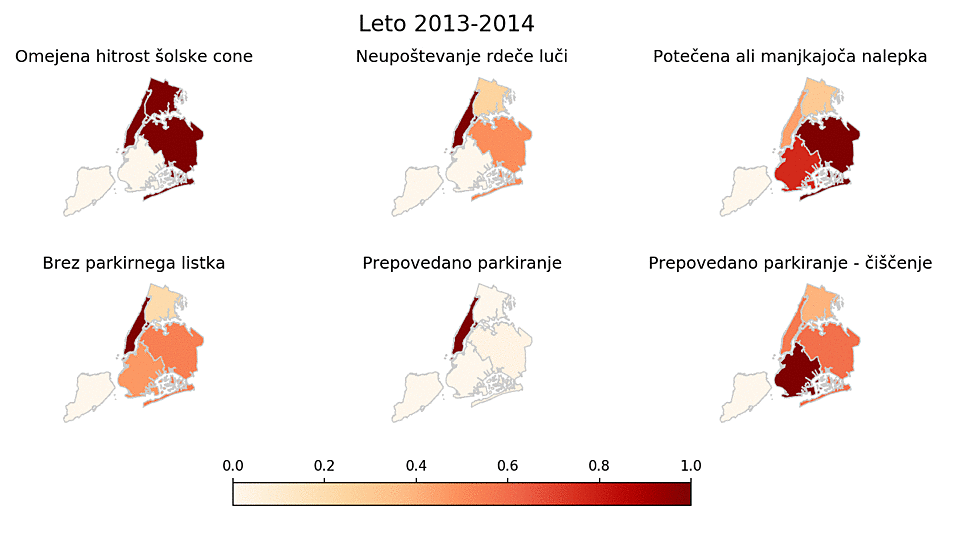 Leto 2013-2014
Omejena hitrost šolske cone
Neupoštevanje rdeče luči
Potečena ali manjkajoča nalepka
Brez parkirnega listka
Prepovedano parkiranje
Prepovedano parkiranje - čiščenje
0.0 0.2 0.4 0.6 0.8 1.0